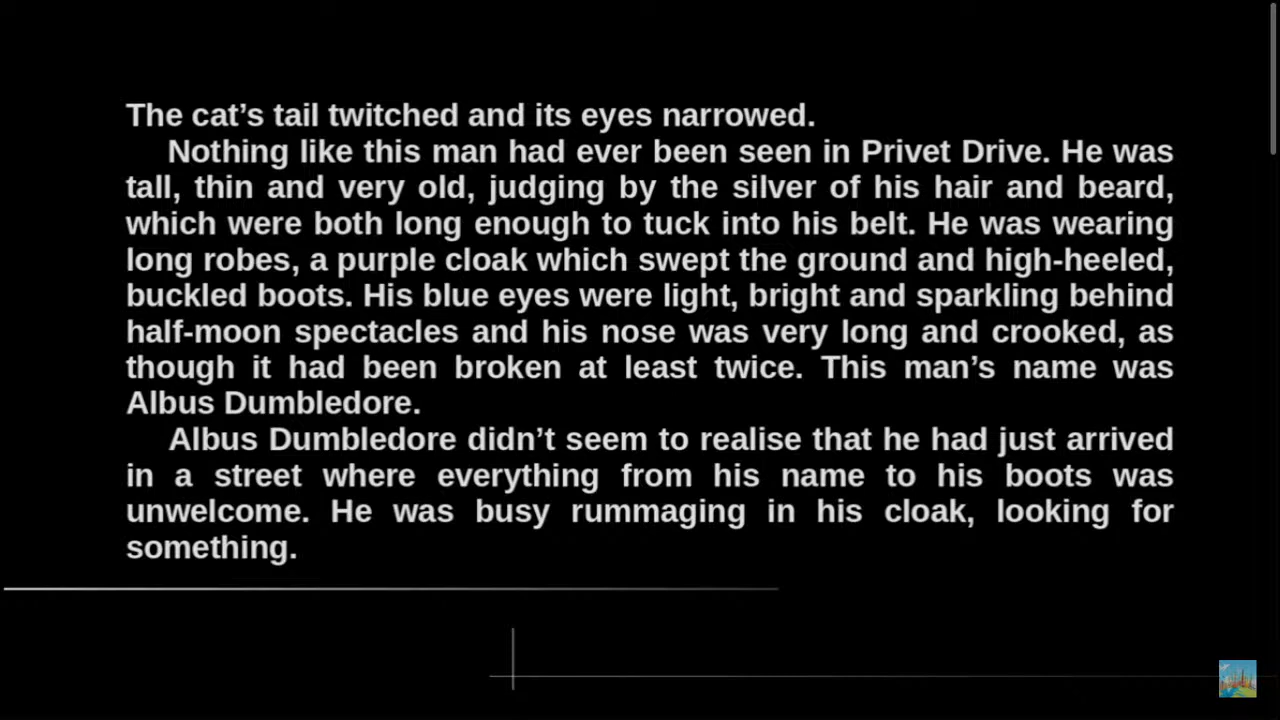 The cat’s tail twitched and its eyes narrowed.
Nothing like this man had ever been seen in Privet Drive. He was
tall, thin and very old, judging by the silver of his hair and beard,
which were both long enough to tuck into his belt. He was wearing
long robes, a purple cloak which swept the ground and high-heeled,
buckled boots. His blue eyes were light, bright and sparkling behind
half-moon spectacles and his nose was very long and crooked, as
though it had been broken at least twice. This man’s name was
Albus Dumbledore.
Albus Dumbledore didn’t seem to realise that he had just arrived
in a street where everything from his name to his boots was
unwelcome. He was busy rummaging in his cloak, looking for
something.